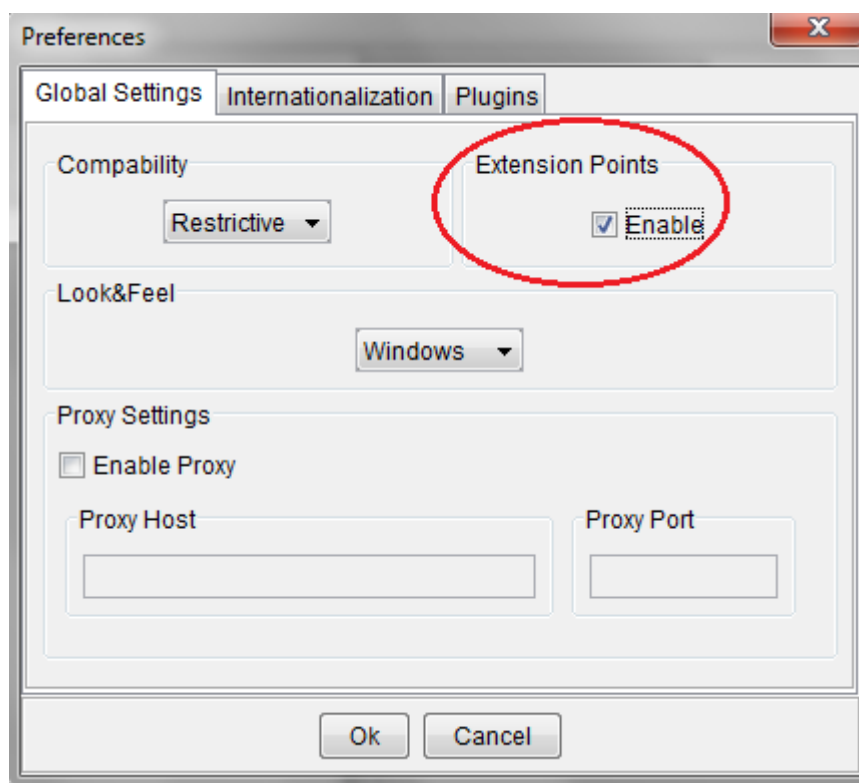 Preferences
Global Settings Internationalization Plugins
Compability Extension Points
Restrictive Enable
Look&Feel
Windows
Proxy Settings
Enable Proxy
Proxy Host Proxy Port
Ok Cancel